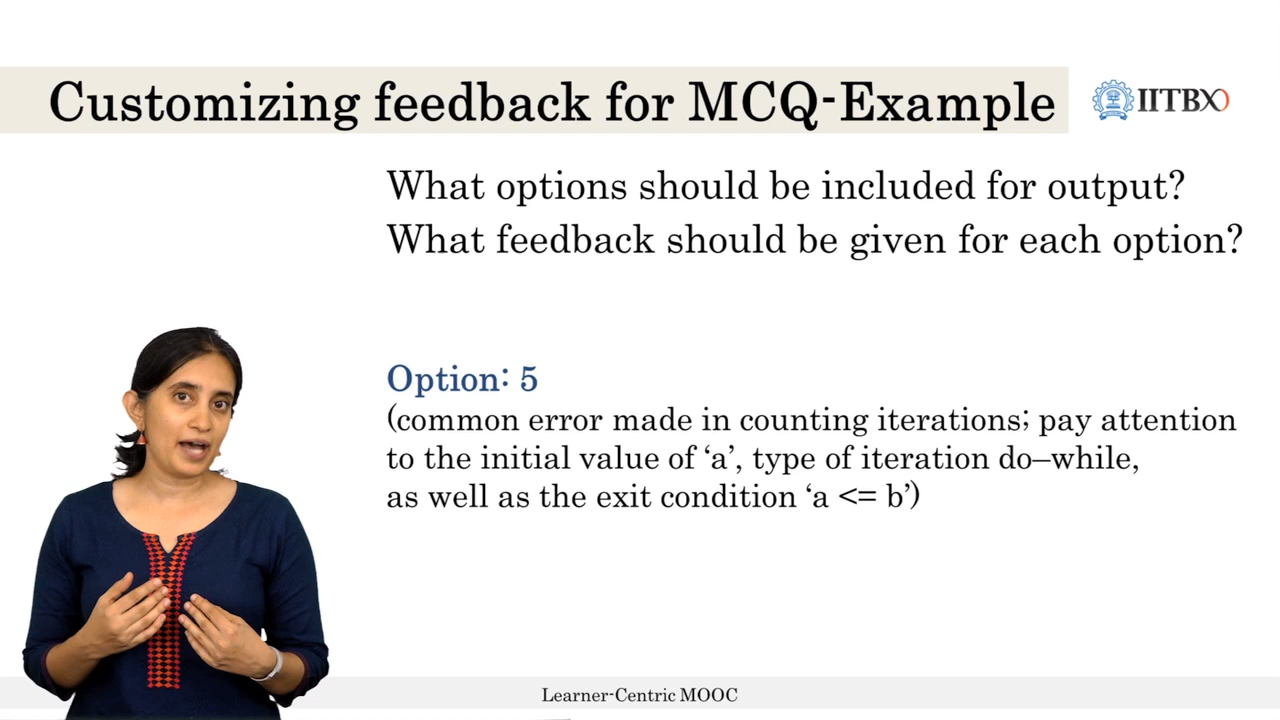 Customizing feedback for MCQ-Example
IITBX
What options should be included for output?
What feedback should be given for each option?
Option: 5
(common error made in counting iterations; pay attention
to the initial value of ‘a’, type of iteration do–while,
as well as the exit condition ‘a <= b’)
Learner-Centric MOOC